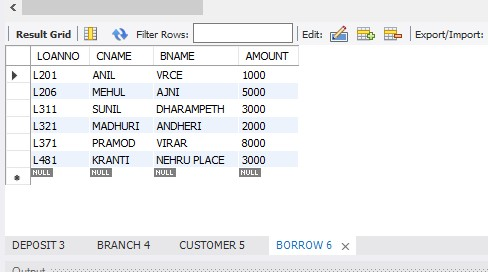 Result Grid Filter Rows: Edit: Export/Import:
LOANNO CNAME BNAME AMOUNT
L201 ANIL VRCE 1000
L206 MEHUL AJNI 5000
L311 SUNIL DHARAMPETH 3000
L321 MADHURI ANDHERI 2000
L371 PRAMOD VIRAR 8000
L481 KRANTI NEHRU PLACE 3000
NULL NULL NULL NULL
DEPOSIT 3 BRANCH 4 CUSTOMER 5 BORROW 6
Output